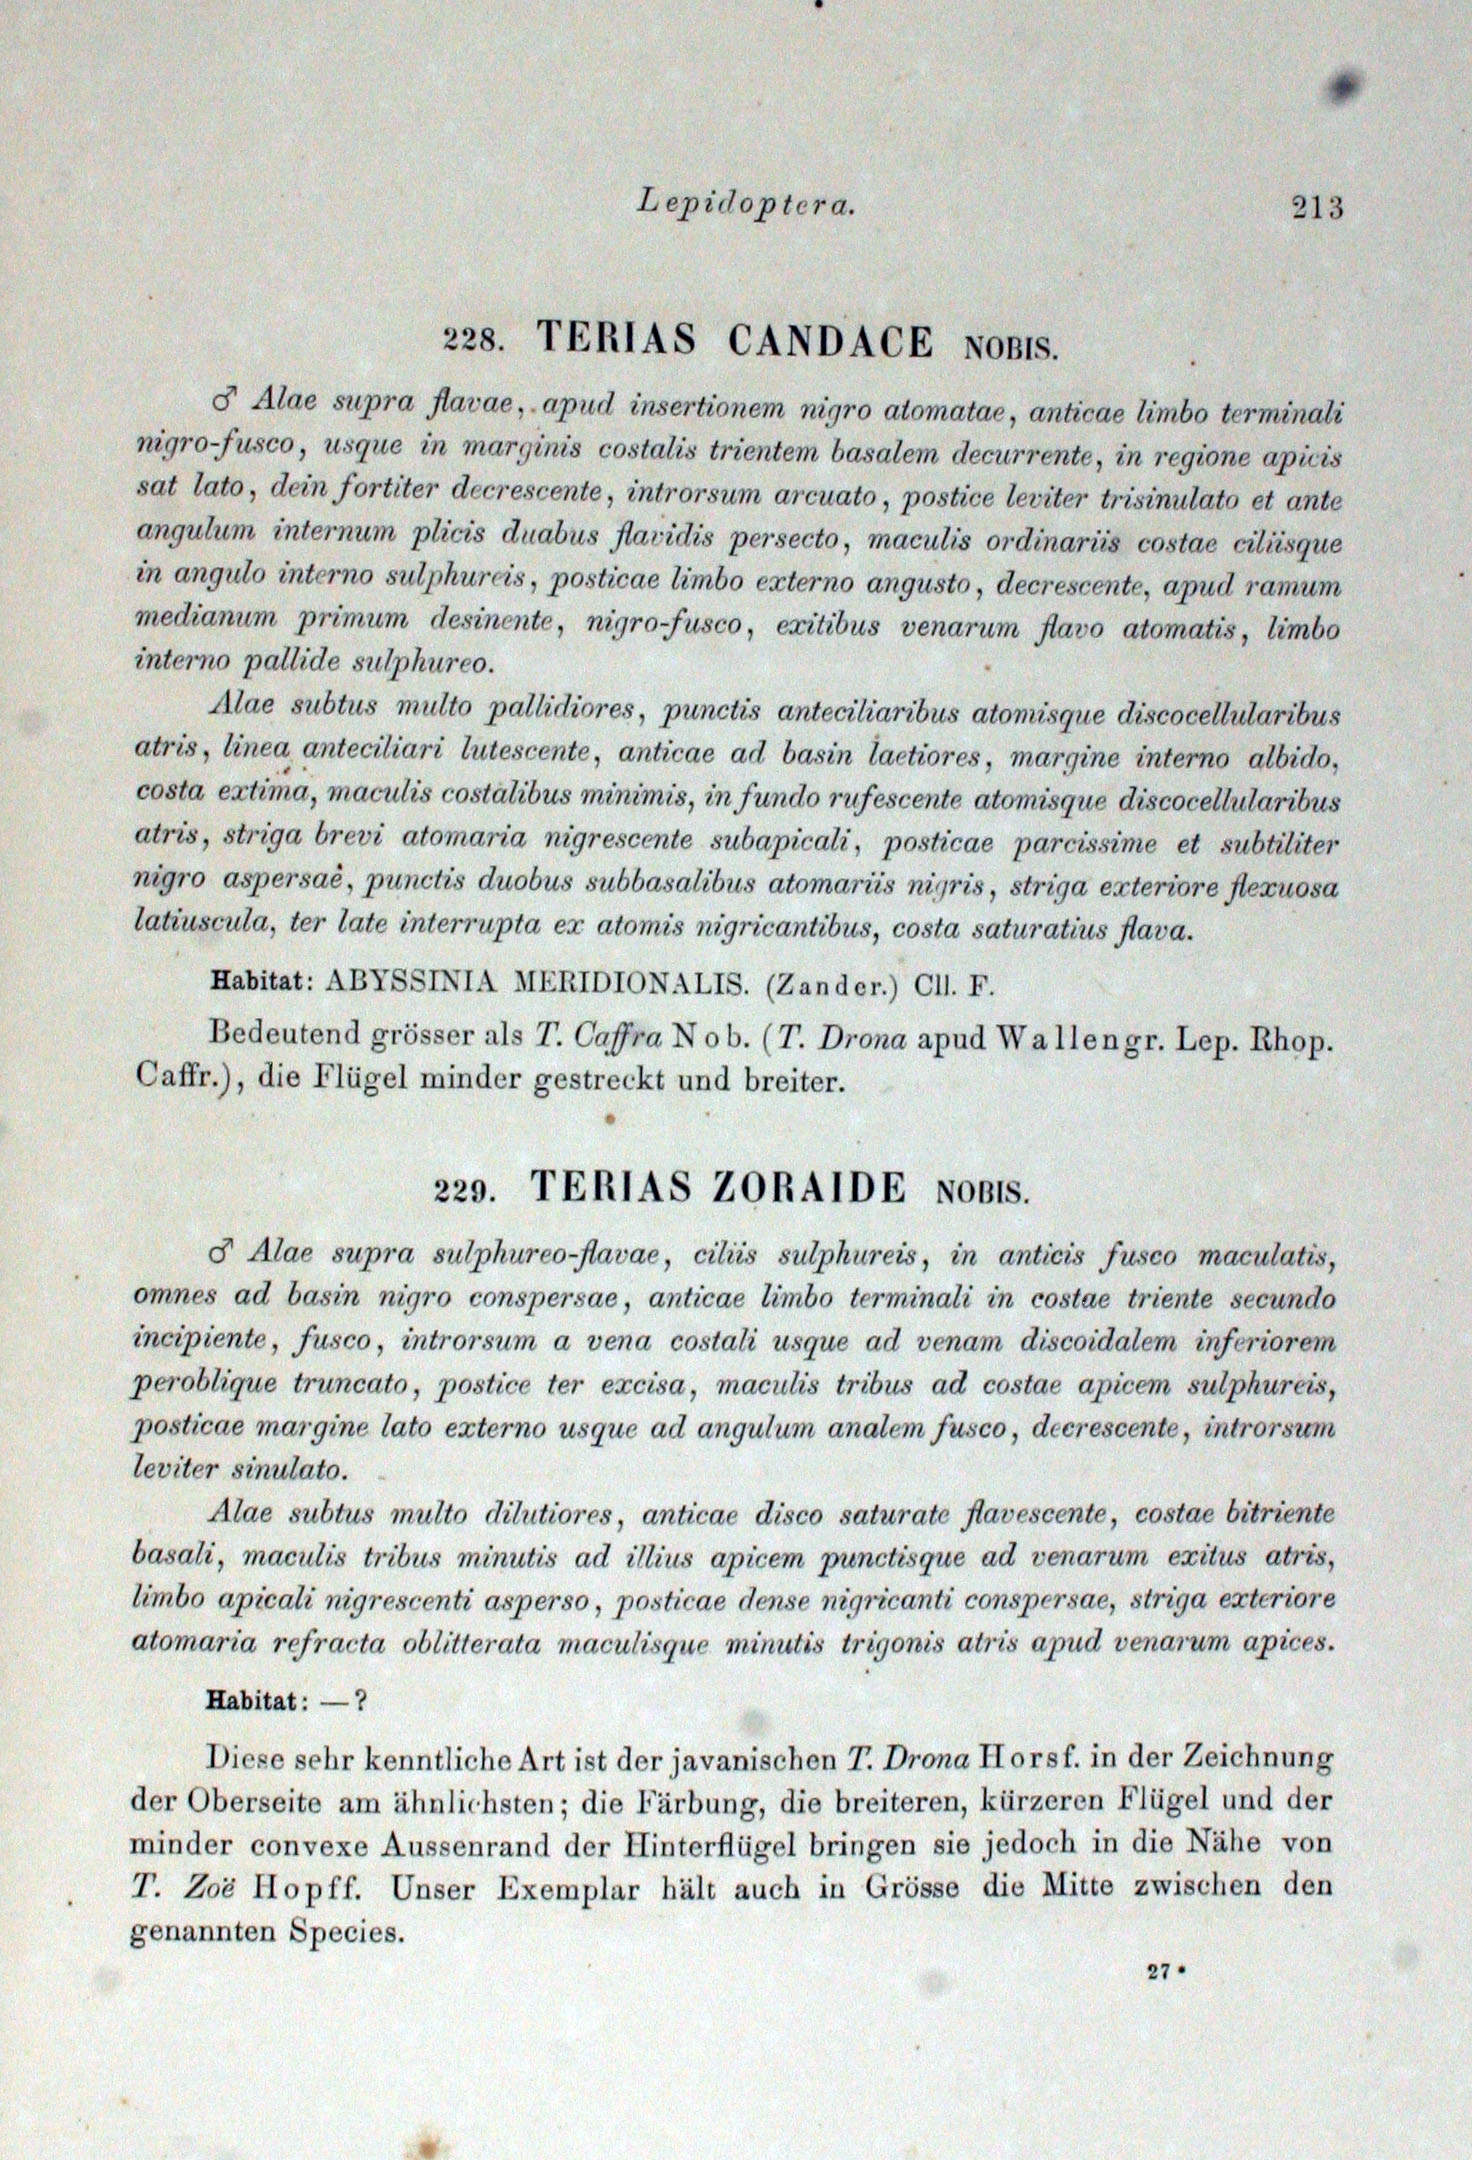 Lepidoptera.
213
228. TERIAS CANDACE NOBIS.
♂ Alae supra flavae, apud insertionem nigro atomatae, anticae limbo terminali
nigro-fusco, usque in marginis costalis trientem basalem decurrente, in regione apicis
sat lato, dein fortiter decrescente, introrsum arcuato, postice leviter trisinulato et ante
angulum internum plicis duabus flavidis persecto, maculis ordinariis costae ciliisque
in angulo interno sulphureis, posticae limbo externo angusto, decrescente, apud ramum
medianum primum desinente, nigro-fusco, exitibus venarum flavo atomatis, limbo
interno pallide sulphureo.
Alae subtus multo pallidiores, punctis anteciliaribus atomisque discocellularibus
atris, linea anteciliari lutescente, anticae ad basin laetiores, margine interno albido,
costa extima, maculis costalibus minimis, in fundo rufescente atomisque discocellularibus
atris, striga brevi atomaria nigrescente subapicali, posticae parcissime et subtiliter
nigro aspersae, punctis duobus subbasalibus atomariis nigris, striga exteriore flexuosa
latiuscula, ter late interrupta ex atomis nigricantibus, costa saturatius flava.
Habitat: ABYSSINIA MERIDIONALIS. (Zander.) Cll. F.
Bedeutend grösser als T. Caffra Nob. (T. Drona apud Wallengr. Lep. Rhop.
Caffr.), die Flügel minder gestreckt und breiter.
229. TERIAS ZORAIDE NOBIS.
♂ Alae supra sulphureo-flavae, ciliis sulphureis, in anticis fusco maculatis,
omnes ad basin nigro conspersae, anticae limbo terminali in costae triente secundo
incipiente, fusco, introrsum a vena costali usque ad venam discoidalem inferiorem
peroblique truncato, postice ter excisa, maculis tribus ad costae apicem sulphureis,
posticae margine lato externo usque ad angulum analem fusco, decrescente, introrsum
leviter sinulato.
Alae subtus multo dilutiores, anticae disco saturate flavescente, costae bitriente
basali, maculis tribus minutis ad illius apicem punctisque ad venarum exitus atris,
limbo apicali nigrescenti asperso, posticae dense nigricanti conspersae, striga exteriore
atomaria refracta oblitterata maculisque minutis trigonis atris apud venarum apices.
Habitat: —?
Diese sehr kenntliche Art ist der javanischen T. Drona Horsf. in der Zeichnung
der Oberseite am ähnlichsten; die Färbung, die breiteren, kürzeren Flügel und der
minder convexe Aussenrand der Hinterflügel bringen sie jedoch in die Nähe von
T. Zoë Hopff. Unser Exemplar hält auch in Grösse die Mitte zwischen den
genannten Species.
27*